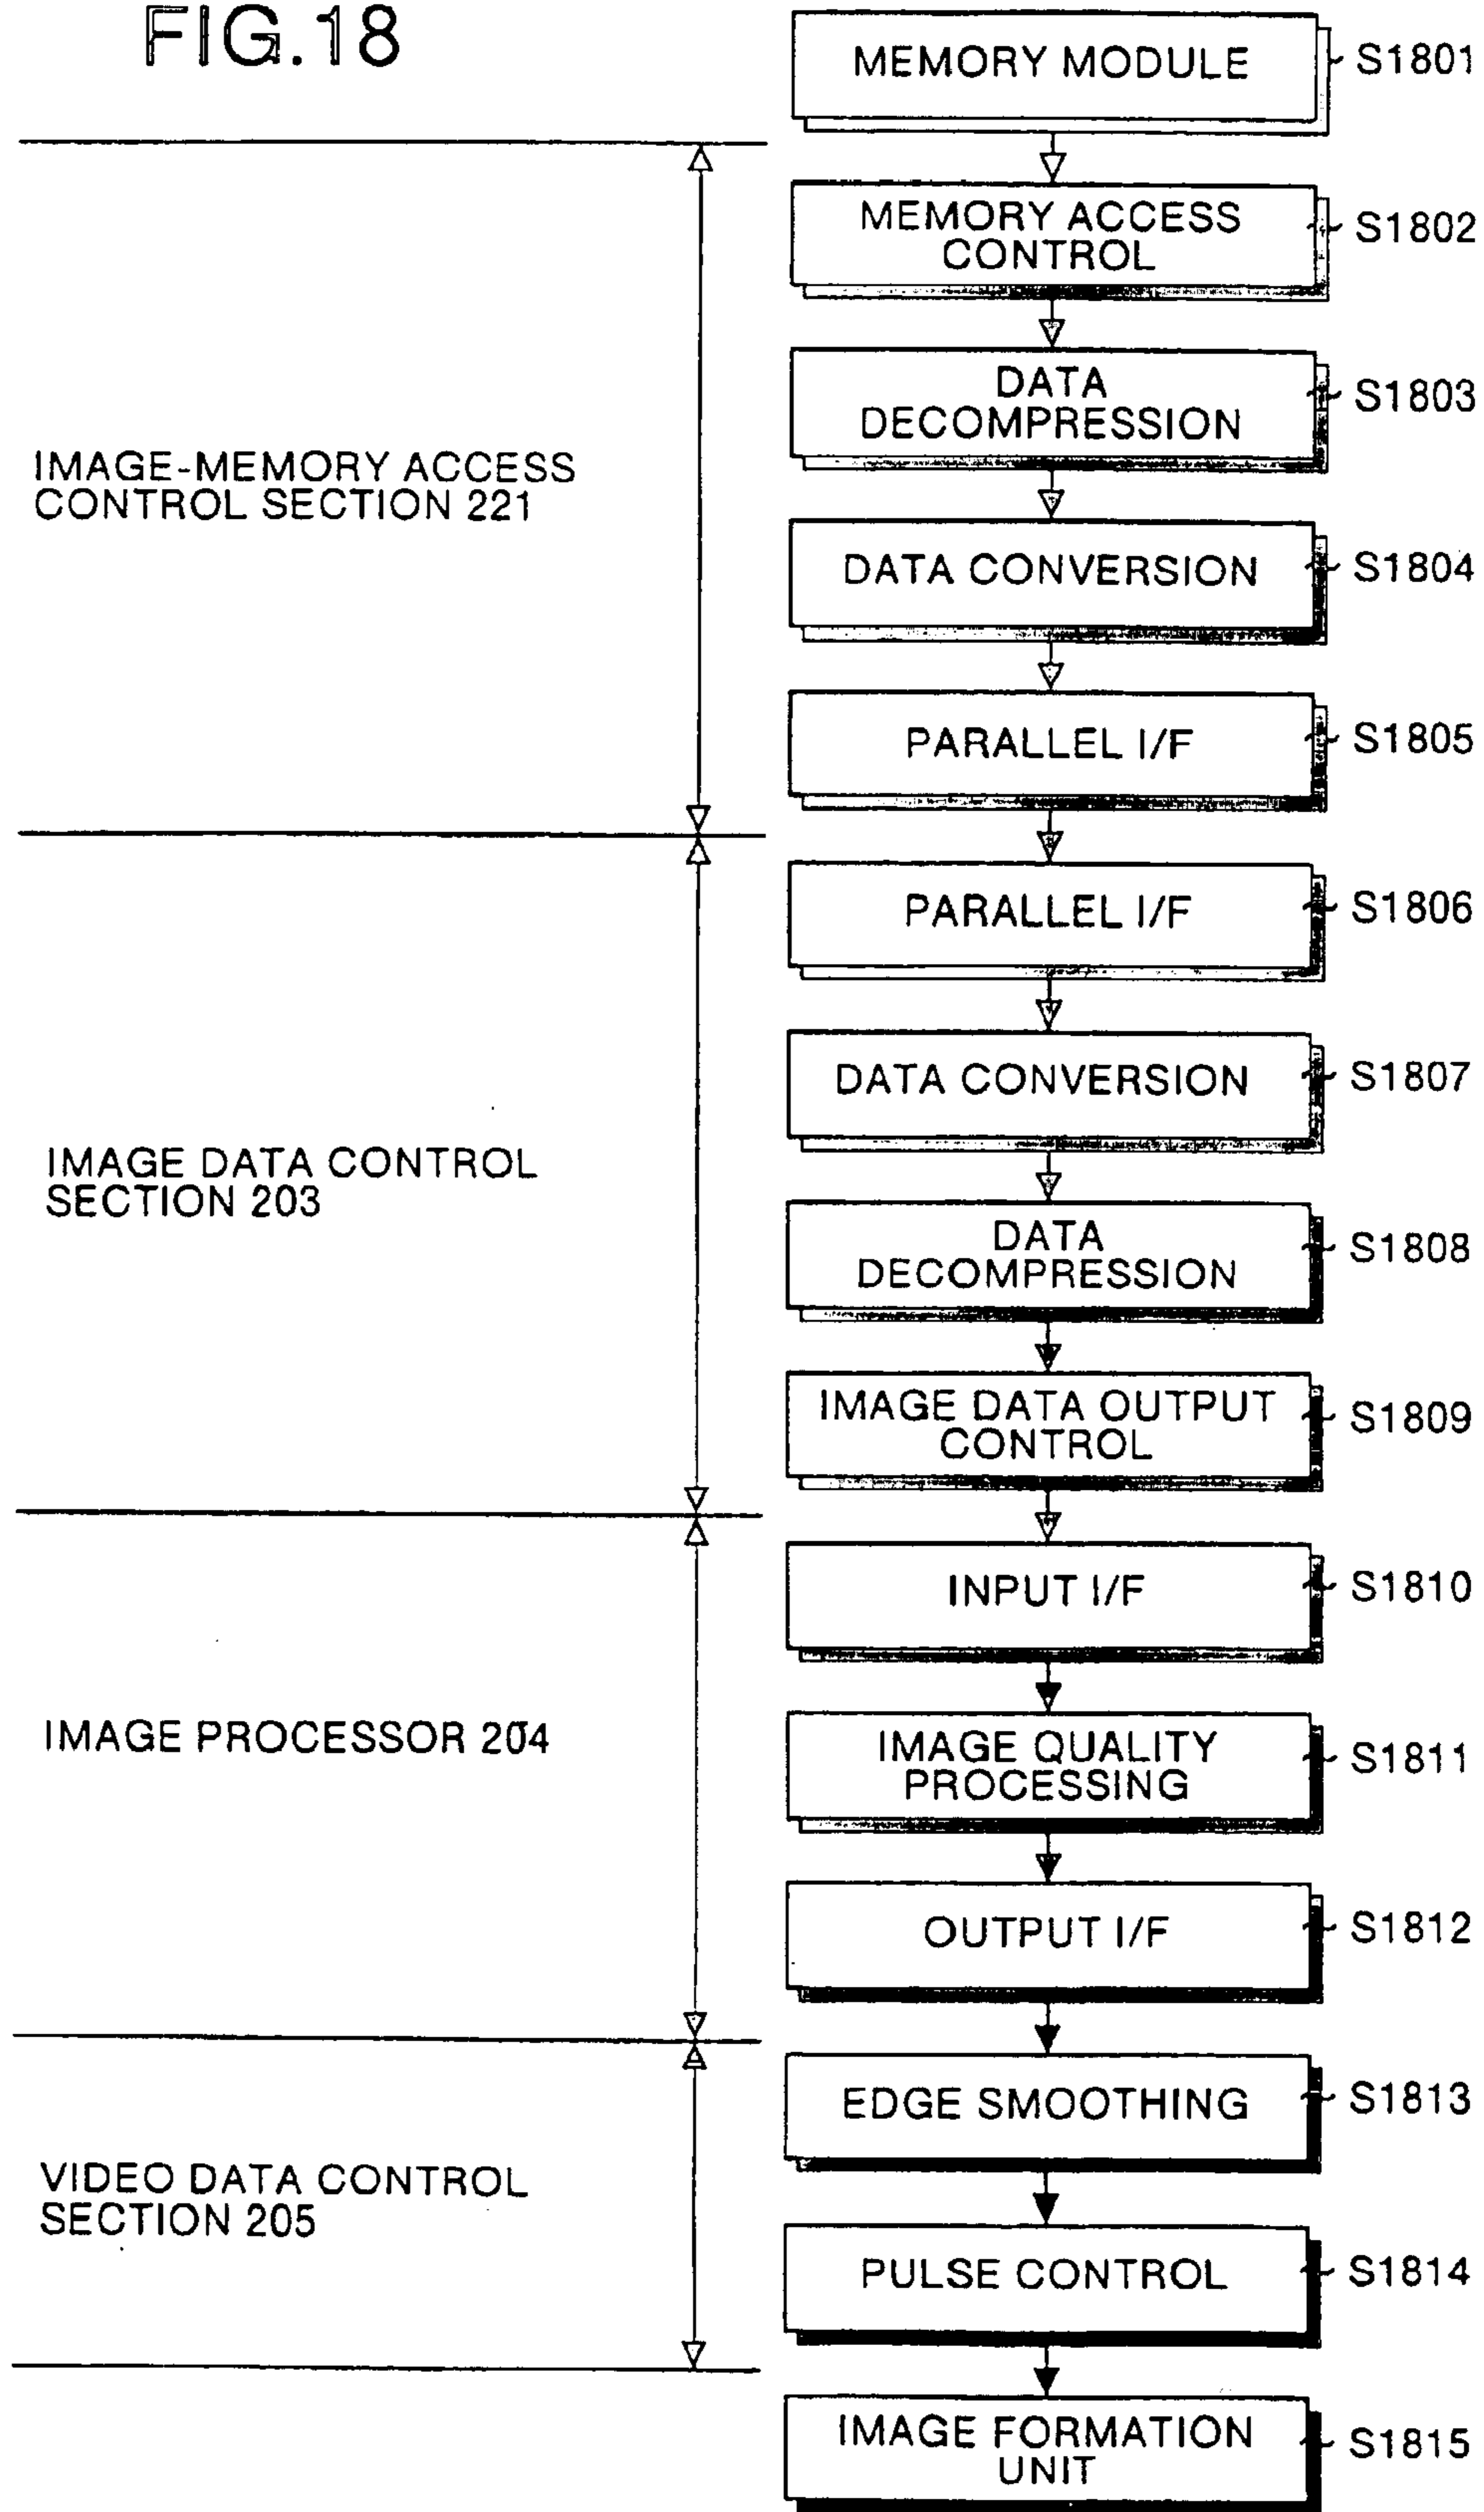 FIG.18
MEMORY MODULE
S1801
MEMORY ACCESS
CONTROL
S1802
DATA
DECOMPRESSION
S1803
IMAGE-MEMORY ACCESS
CONTROL SECTION 221
DATA CONVERSION
S1804
PARALLEL I/F
S1805
PARALLEL I/F
S1806
DATA CONVERSION
S1807
IMAGE DATA CONTROL
SECTION 203
DATA
DECOMPRESSION
S1808
IMAGE DATA OUTPUT
CONTROL
S1809
INPUT I/F
S1810
IMAGE PROCESSOR 204
IMAGE QUALITY
PROCESSING
S1811
OUTPUT I/F
S1812
EDGE SMOOTHING
S1813
VIDEO DATA CONTROL
SECTION 205
PULSE CONTROL
S1814
IMAGE FORMATION
UNIT
S1815